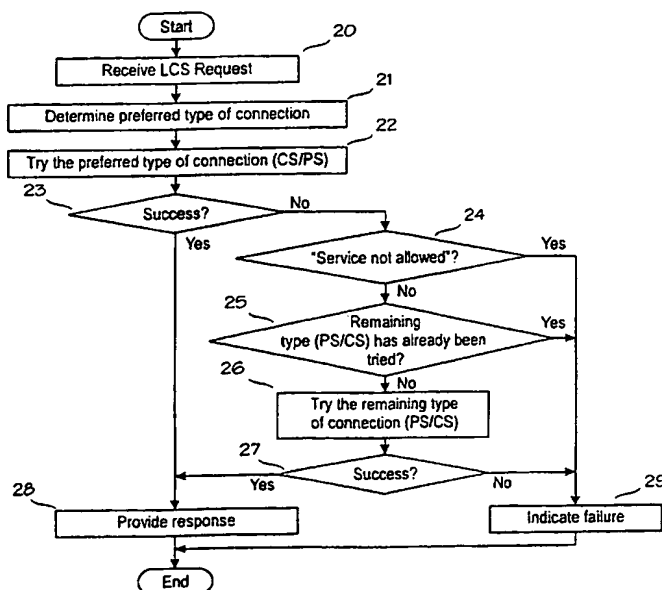 Start
20
Receive LCS Request
21
Determine preferred type of connection
22
Try the preferred type of connection (CS/PS)
23
Success?
No
Yes
24
"Service not allowed"?
Yes
No
25
Remaining
type (PS/CS) has already been
tried?
Yes
No
26
Try the remaining type
of connection (PS/CS)
27
Success?
Yes
No
28
Provide response
29
Indicate failure
End